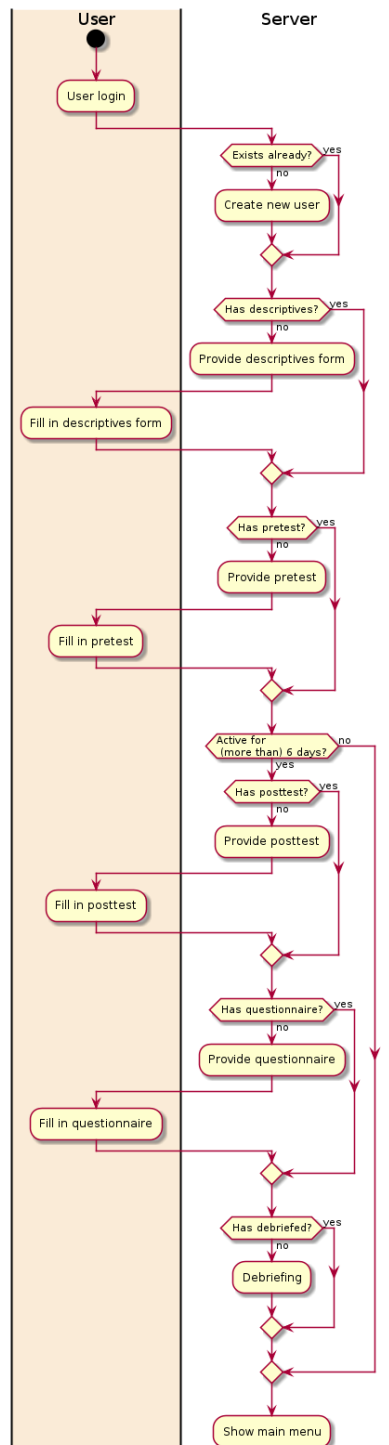 User
Server
User login
Exists already?
yes
no
Create new user
Has descriptives?
yes
no
Provide descriptives form
Fill in descriptives form
Has pretest?
yes
no
Provide pretest
Fill in pretest
Active for
(more than) 6 days?
no
yes
Has posttest?
yes
no
Provide posttest
Fill in posttest
Has questionnaire?
yes
no
Provide questionnaire
Fill in questionnaire
Has debriefed?
yes
no
Debriefing
Show main menu